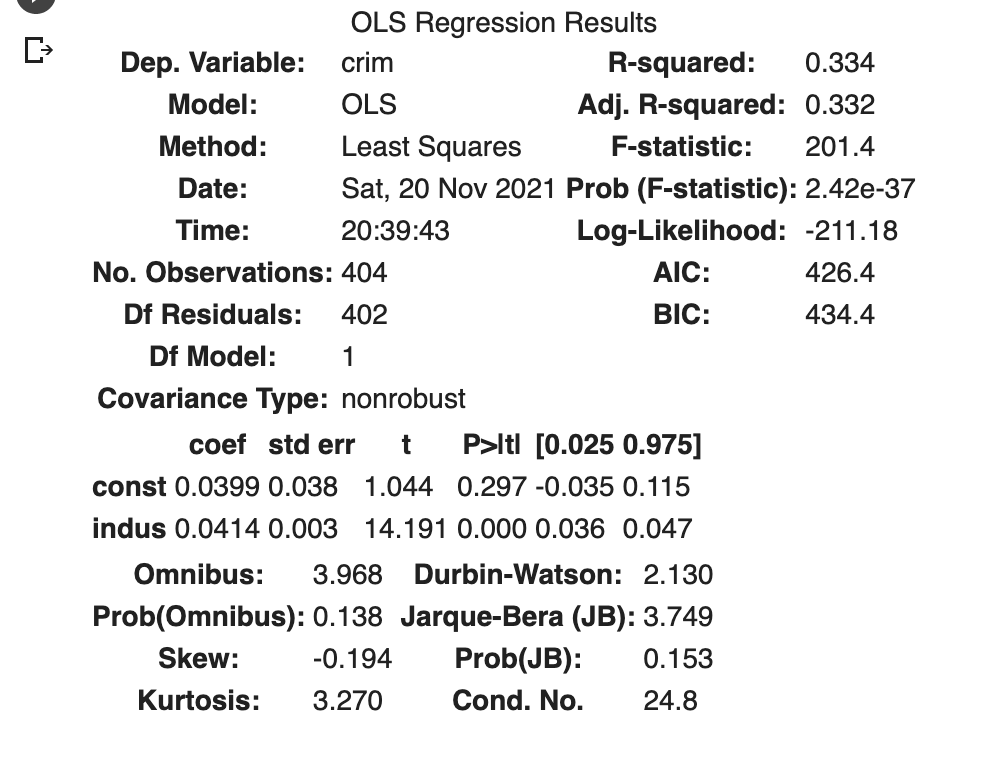 OLS Regression Results
Dep. Variable: crim R-squared: 0.334
Model: OLS Adj. R-squared: 0.332
Method: Least Squares F-statistic: 201.4
Date: Sat, 20 Nov 2021 Prob (F-statistic): 2.42e-37
Time: 20:39:43 Log-Likelihood: -211.18
No. Observations: 404 AIC: 426.4
Df Residuals: 402 BIC: 434.4
Df Model: 1
Covariance Type: nonrobust
coef std err t P>|t| [0.025 0.975]
const 0.0399 0.038 1.044 0.297 -0.035 0.115
indus 0.0414 0.003 14.191 0.000 0.036 0.047
Omnibus: 3.968 Durbin-Watson: 2.130
Prob(Omnibus): 0.138 Jarque-Bera (JB): 3.749
Skew: -0.194 Prob(JB): 0.153
Kurtosis: 3.270 Cond. No. 24.8